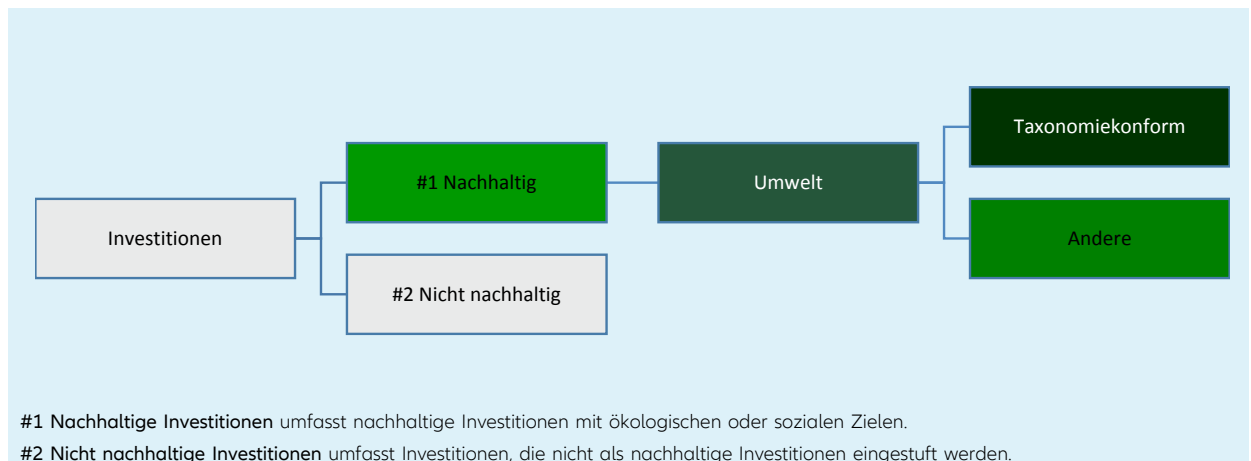 Taxonomiekonform
#1 Nachhaltig
Umwelt
Investitionen
Andere
#2 Nicht nachhaltig
#1 Nachhaltige Investitionen umfasst nachhaltige Investitionen mit ökologischen oder sozialen Zielen.
#2 Nicht nachhaltige Investitionen umfasst Investitionen, die nicht als nachhaltige Investitionen eingestuft werden.